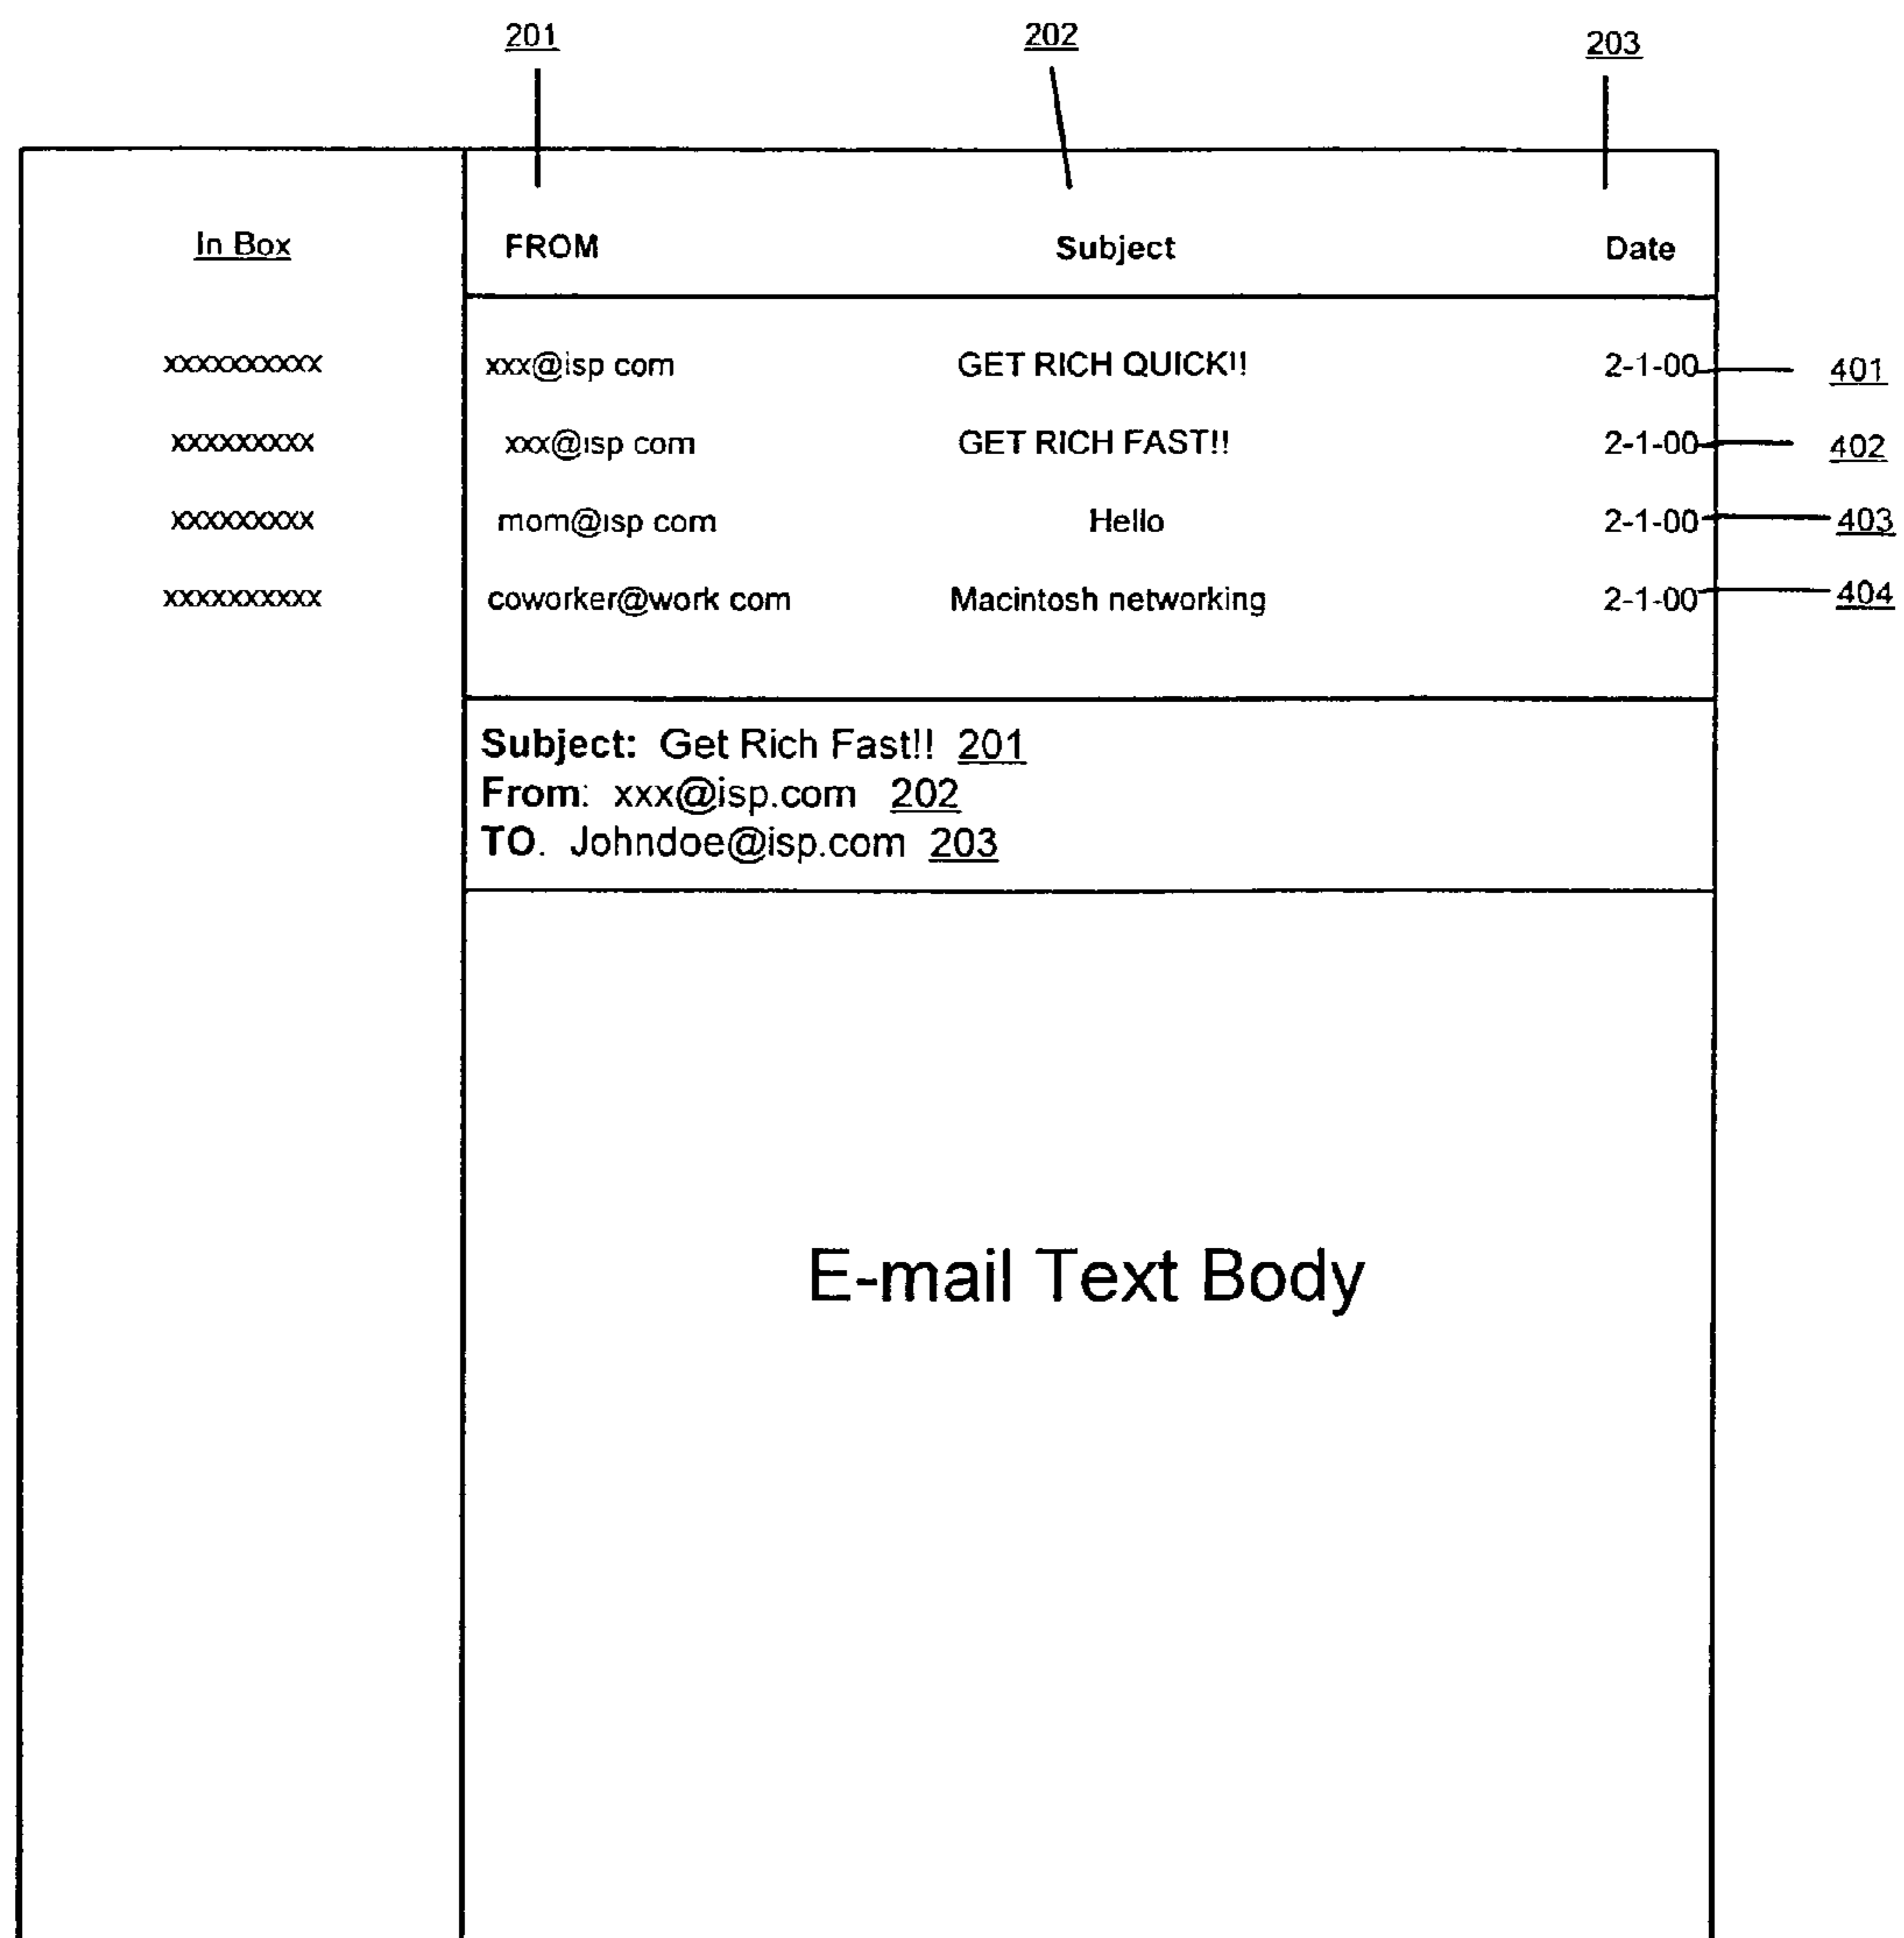 201 202 203
In Box FROM Subject Date
xxxxxxxxxx xxx@isp com GET RICH QUICK!! 2-1-00 401
xxxxxxxxx xxx@isp com GET RICH FAST!! 2-1-00 402
xxxxxxxxx mom@isp com Hello 2-1-00 403
xxxxxxxxxx coworker@work com Macintosh networking 2-1-00 404
Subject: Get Rich Fast!! 201
From: xxx@isp.com 202
TO. Johndoe@isp.com 203
E-mail Text Body